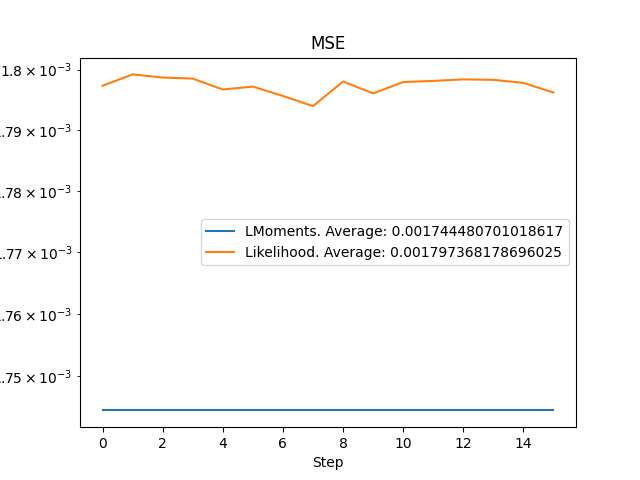 MSE
1.8 × 10⁻³
.79 × 10⁻³
.78 × 10⁻³
.77 × 10⁻³
.76 × 10⁻³
.75 × 10⁻³
LMoments. Average: 0.001744480701018617
Likelihood. Average: 0.001797368178696025
0 2 4 6 8 10 12 14
Step